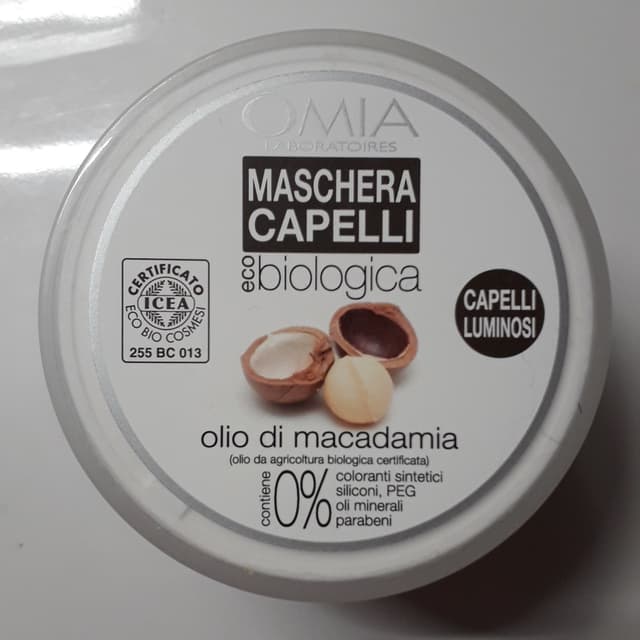 OMIA
LABORATOIRES
MASCHERA
CAPELLI
eco biologica
CERTIFICATO
ICEA
ECO BIO COSMESI
255 BC 013
CAPELLI
LUMINOSI
olio di macadamia
(olio da agricoltura biologica certificata)
contiene
0%
coloranti sintetici
siliconi, PEG
oli minerali
parabeni